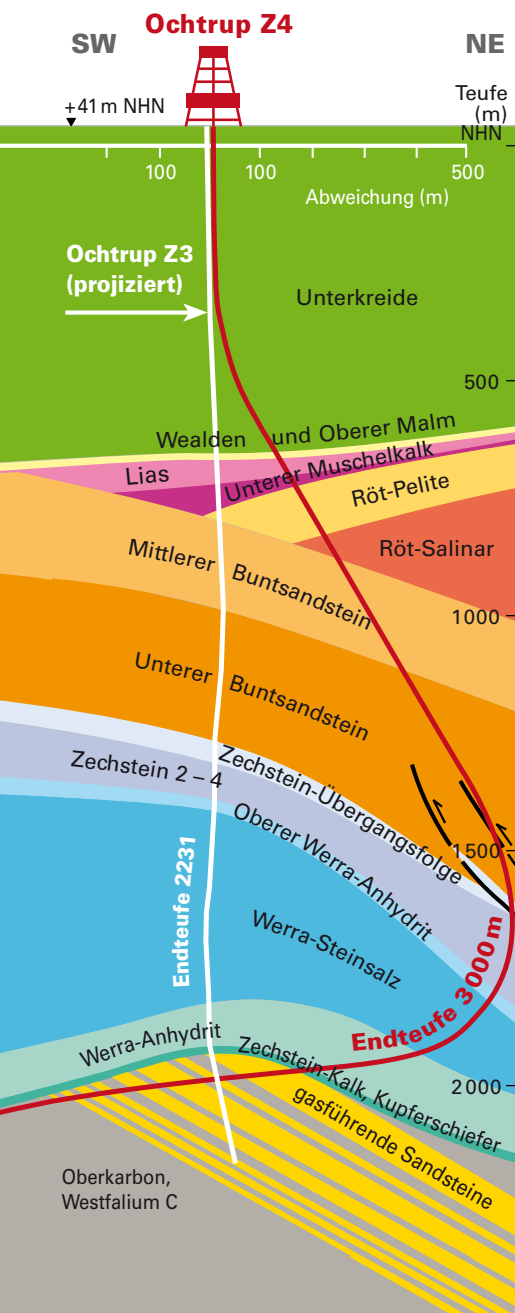 Ochtrup Z4
SW
NE
+41 m NHN
Teufe
(m)
NHN
100
100
500
Abweichung (m)
Ochtrup Z3
(projiziert)
Unterkreide
500
Wealden und Oberer Malm
Lias
Unterer Muschelkalk
Röt-Pelite
Röt-Salinar
Mittlerer Buntsandstein
1000
Unterer Buntsandstein
Zechstein 2 – 4
Zechstein-Übergangsfolge
Oberer Werra-Anhydrit
1500
Endteufe 2231
Werra-Steinsalz
Endteufe 3000 m
Werra-Anhydrit
Zechstein-Kalk, Kupferschiefer
2000
gasführende Sandsteine
Oberkarbon,
Westfalium C